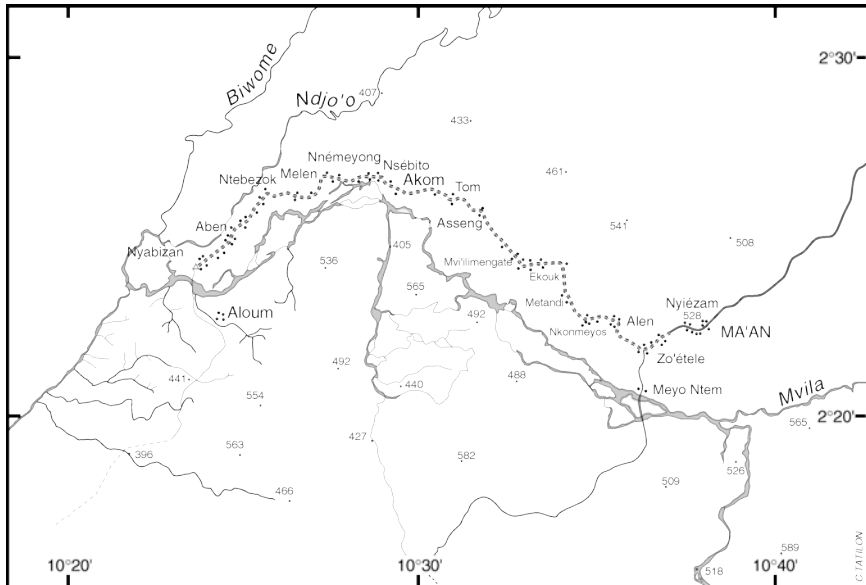 2°30'
Biwome
Ndjo'o
407
433
Nnémeyong
Nsébito
461
Ntebezok
Melen
Akom
Tom
541
Aben
Asseng
508
Nyabizan
405
536
Mvi'ilimengate
Ekouk
565
Metandi
Nyiézam
528
Aloum
492
Nkonmeyos
Alen
MA'AN
Zo'étele
492
441
440
488
Meyo Ntem
Mvila
554
2°20'
565
427
396
563
582
526
466
509
589
518
10°20'
10°30'
10°40'
C.TATILON